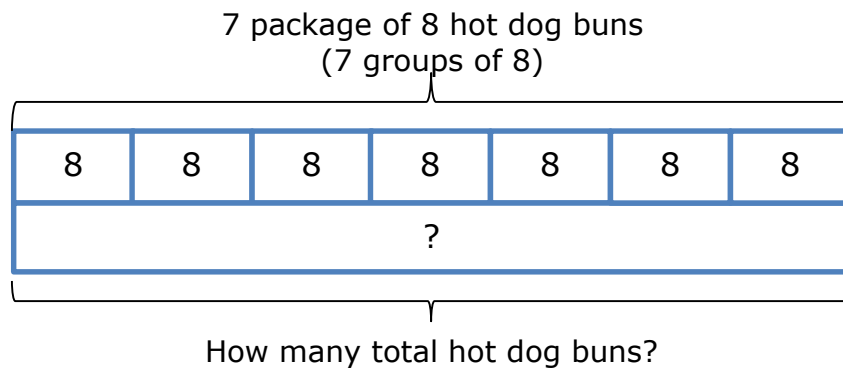 7 package of 8 hot dog buns
(7 groups of 8)
8 8 8 8 8 8 8
?
How many total hot dog buns?